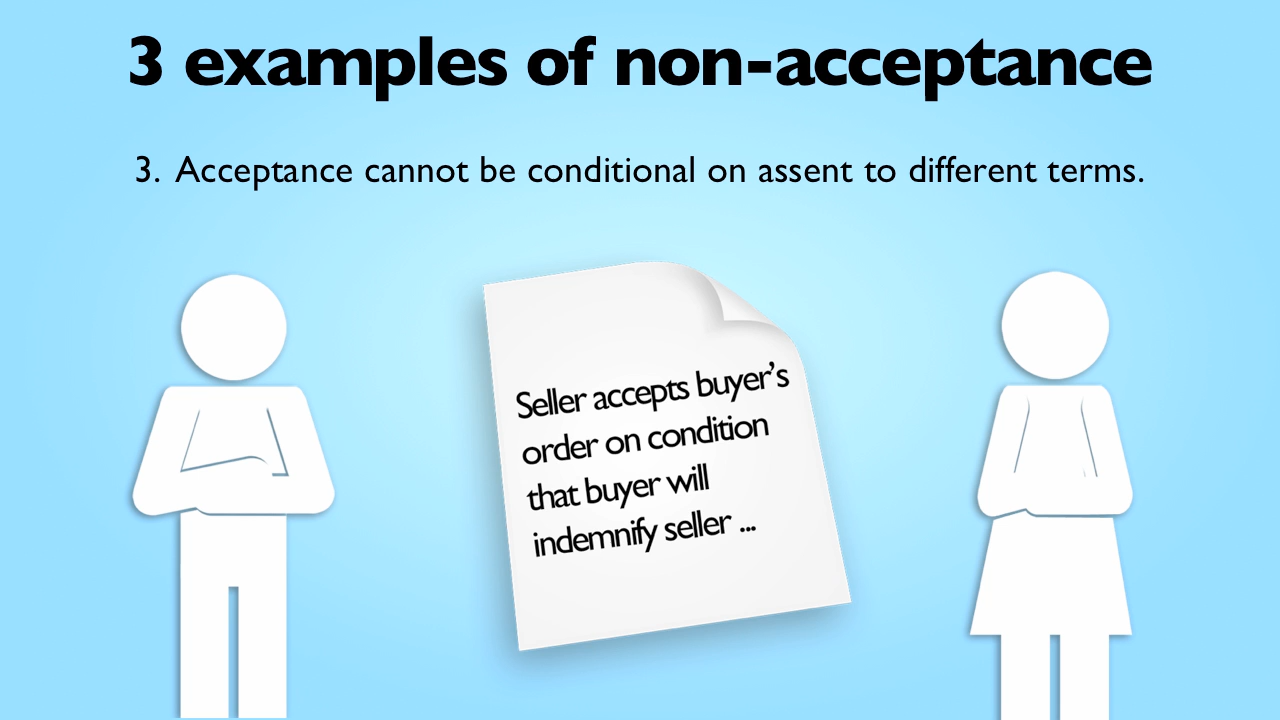 3 examples of non-acceptance
3. Acceptance cannot be conditional on assent to different terms.
Seller accepts buyer’s
order on condition
that buyer will
indemnify seller ...